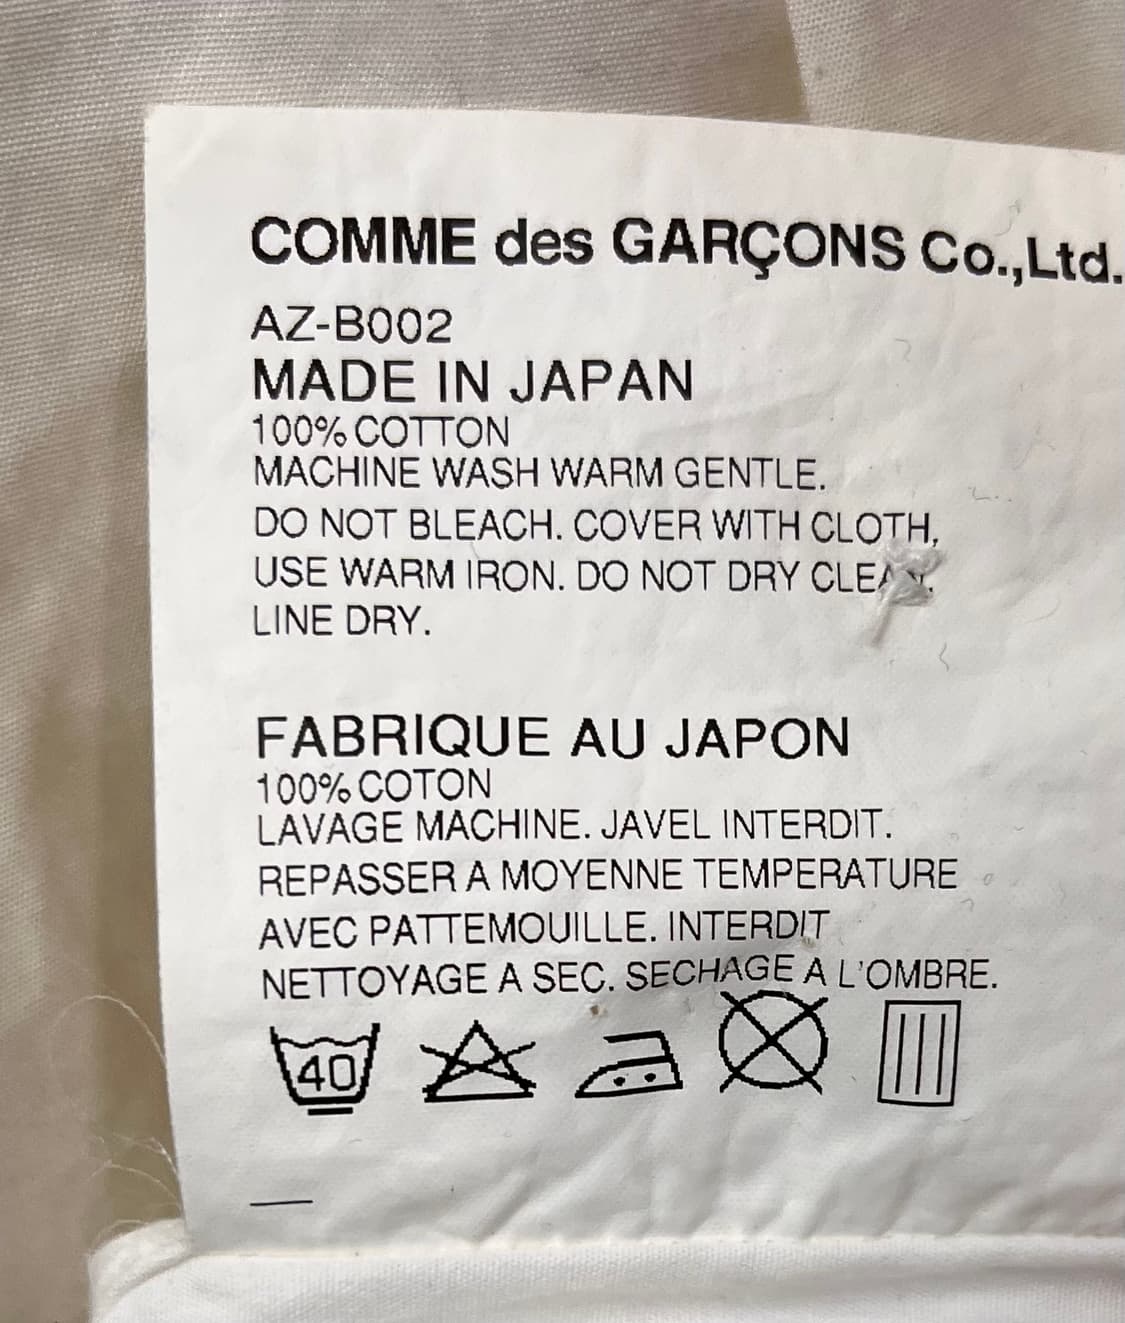 COMME des GARÇONS Co.,Ltd.
AZ-B002
MADE IN JAPAN
100% COTTON
MACHINE WASH WARM GENTLE.
DO NOT BLEACH. COVER WITH CLOTH,
USE WARM IRON. DO NOT DRY CLEAN.
LINE DRY.
FABRIQUE AU JAPON
100% COTON
LAVAGE MACHINE. JAVEL INTERDIT.
REPASSER A MOYENNE TEMPERATURE
AVEC PATTEMOUILLE. INTERDIT
NETTOYAGE A SEC. SECHAGE A L'OMBRE.
40